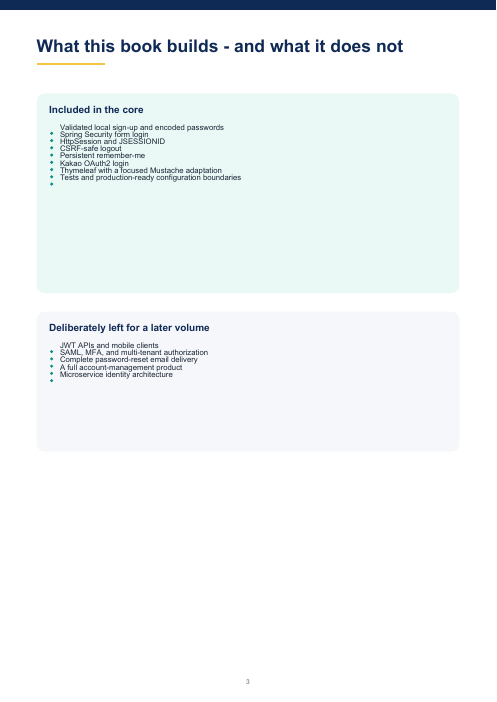 What this book builds - and what it does not
Included in the core
Validated local sign-up and encoded passwords
Spring Security form login
HttpSession and JSESSIONID
CSRF-safe logout
Persistent remember-me
Kakao OAuth2 login
Thymeleaf with a focused Mustache adaptation
Tests and production-ready configuration boundaries
Deliberately left for a later volume
JWT APIs and mobile clients
SAML, MFA, and multi-tenant authorization
Complete password-reset email delivery
A full account-management product
Microservice identity architecture
3